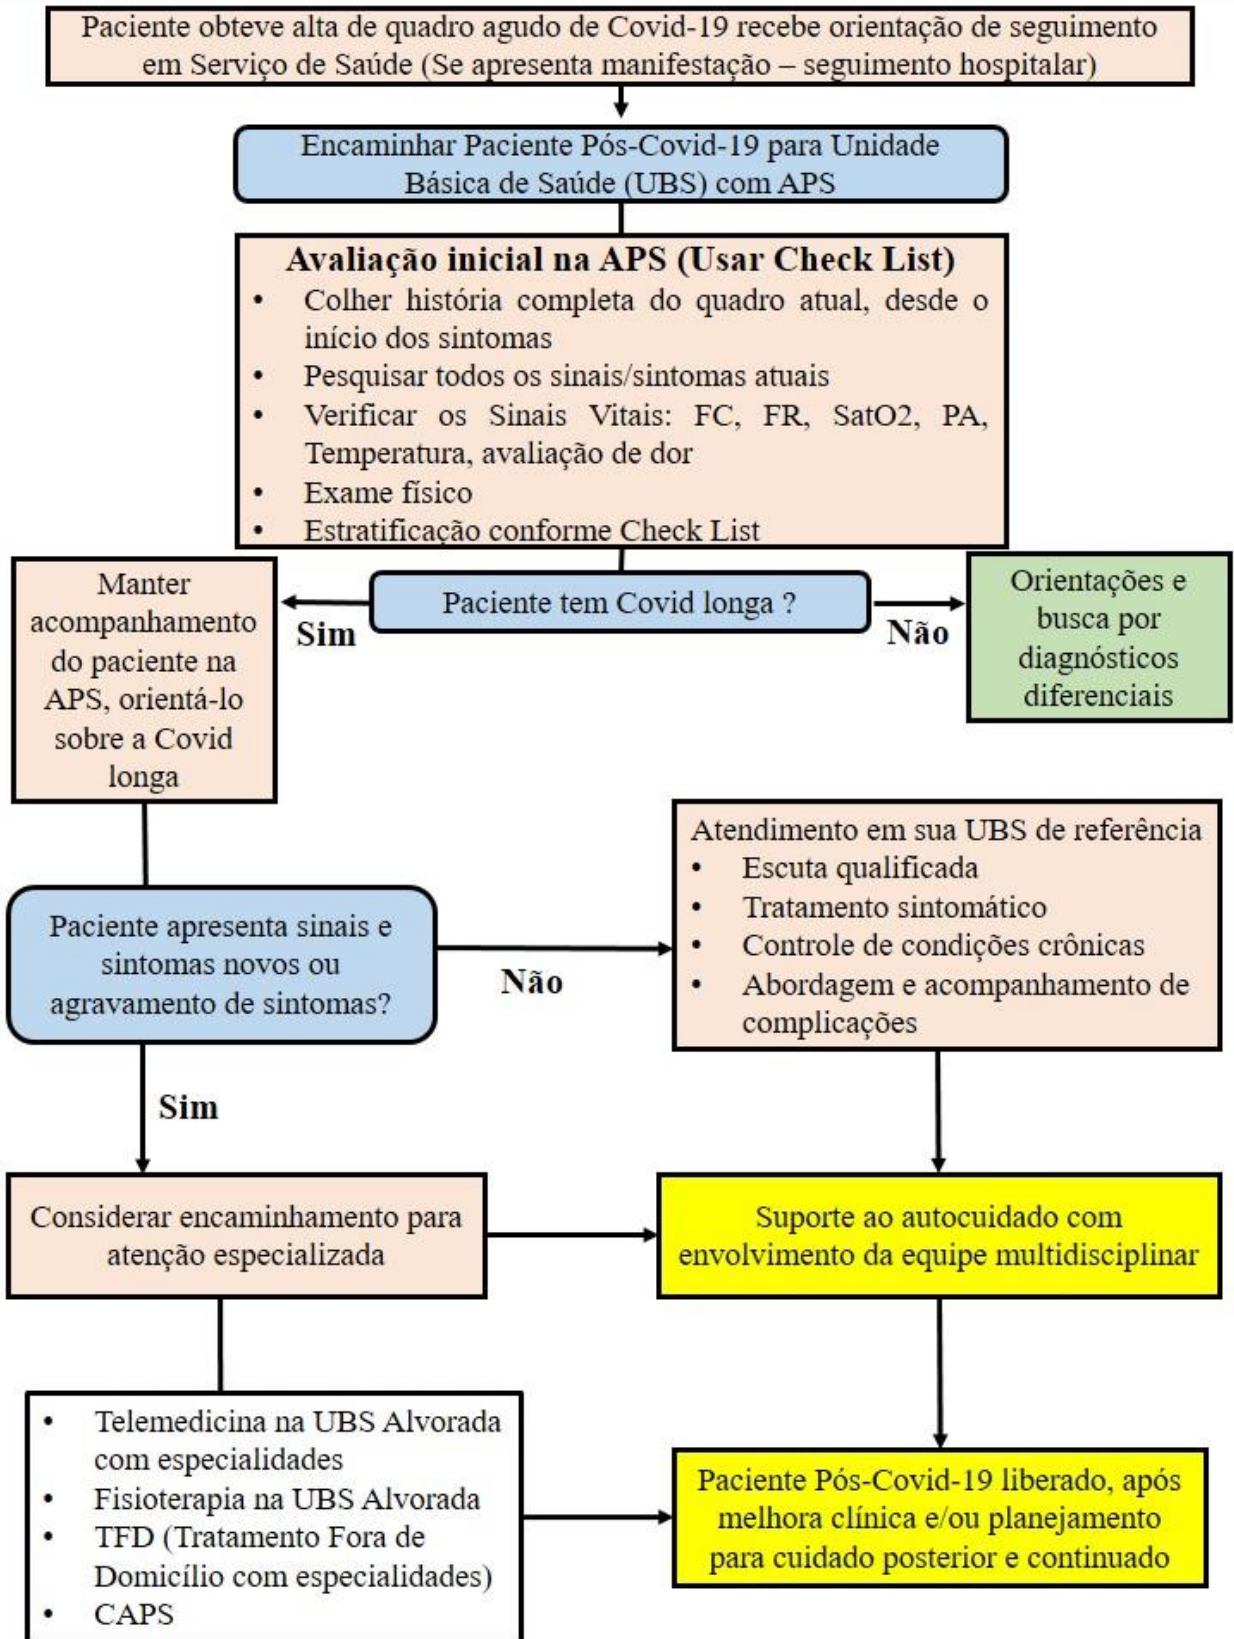 Paciente obteve alta de quadro agudo de Covid-19 recebe orientação de seguimento
em Serviço de Saúde (Se apresenta manifestação – seguimento hospitalar)
Encaminhar Paciente Pós-Covid-19 para Unidade
Básica de Saúde (UBS) com APS
Avaliação inicial na APS (Usar Check List)
• Colher história completa do quadro atual, desde o
início dos sintomas
• Pesquisar todos os sinais/sintomas atuais
• Verificar os Sinais Vitais: FC, FR, SatO2, PA,
Temperatura, avaliação de dor
• Exame físico
• Estratificação conforme Check List
Paciente tem Covid longa ?
Sim
Não
Manter
acompanhamento
do paciente na
APS, orientá-lo
sobre a Covid
longa
Orientações e
busca por
diagnósticos
diferenciais
Paciente apresenta sinais e
sintomas novos ou
agravamento de sintomas?
Não
Sim
Atendimento em sua UBS de referência
• Escuta qualificada
• Tratamento sintomático
• Controle de condições crônicas
• Abordagem e acompanhamento de
complicações
Considerar encaminhamento para
atenção especializada
Suporte ao autocuidado com
envolvimento da equipe multidisciplinar
• Telemedicina na UBS Alvorada
com especialidades
• Fisioterapia na UBS Alvorada
• TFD (Tratamento Fora de
Domicílio com especialidades)
• CAPS
Paciente Pós-Covid-19 liberado, após
melhora clínica e/ou planejamento
para cuidado posterior e continuado